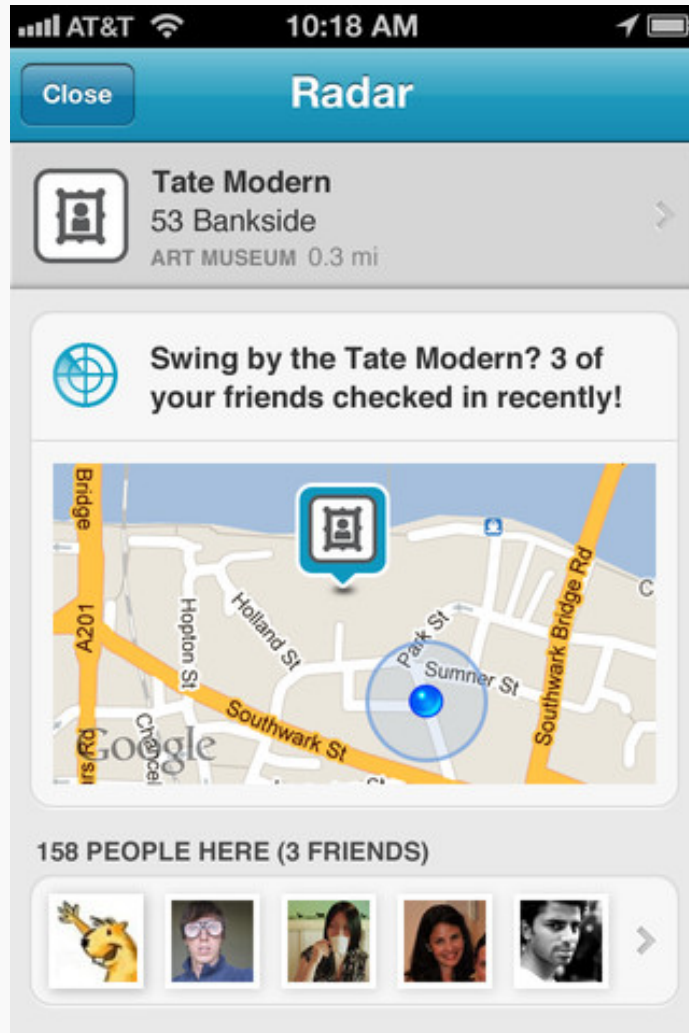 AT&T
10:18 AM
Close
Radar
Tate Modern
53 Bankside
ART MUSEUM 0.3 mi
Swing by the Tate Modern? 3 of
your friends checked in recently!
Bridge
A201
Hopton St
Holland St
Park St
Sumner St
Southwark Bridge Rd
Southwark St
Google
158 PEOPLE HERE (3 FRIENDS)